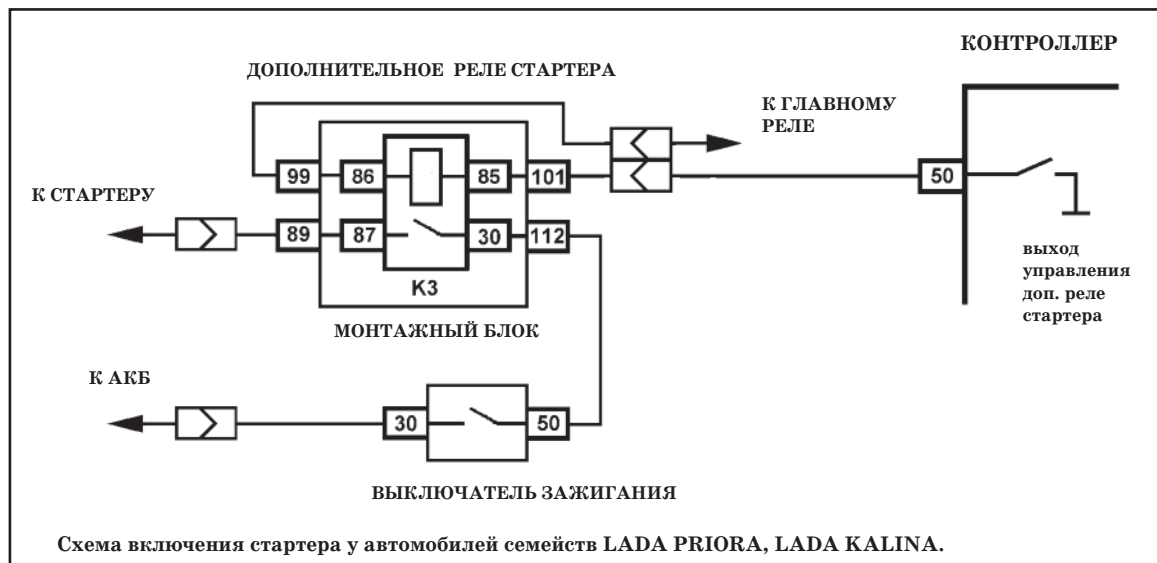 КОНТРОЛЛЕР
ДОПОЛНИТЕЛЬНОЕ РЕЛЕ СТАРТЕРА
К ГЛАВНОМУ
РЕЛЕ
99 86 85 101
50
К СТАРТЕРУ
89 87 30 112
К3
выход
управления
доп. реле
стартера
МОНТАЖНЫЙ БЛОК
К АКБ
30 50
ВЫКЛЮЧАТЕЛЬ ЗАЖИГАНИЯ
Схема включения стартера у автомобилей семейств LADA PRIORA, LADA KALINA.